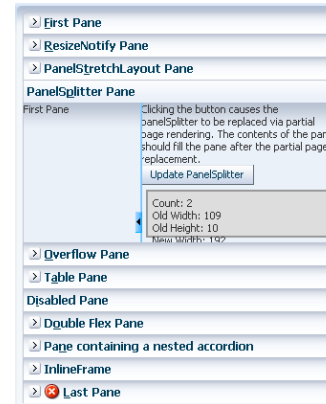 First Pane
ResizeNotify Pane
PanelStretchLayout Pane
PanelSplitter Pane
First Pane
Clicking the button causes the
panelSplitter to be replaced via partial
page rendering. The contents of the pan
should fill the pane after the partial page
replacement.
Update PanelSplitter
Count: 2
Old Width: 109
Old Height: 10
New Width: 192
Overflow Pane
Table Pane
Disabled Pane
Double Flex Pane
Pane containing a nested accordion
InlineFrame
Last Pane